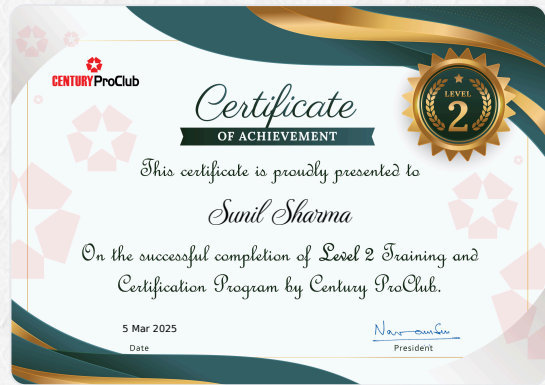 CENTURY ProClub
Certificate
OF ACHIEVEMENT
LEVEL
2
This certificate is proudly presented to
Sunil Sharma
On the successful completion of Level 2 Training and
Certification Program by Century ProClub.
5 Mar 2025
Date
President